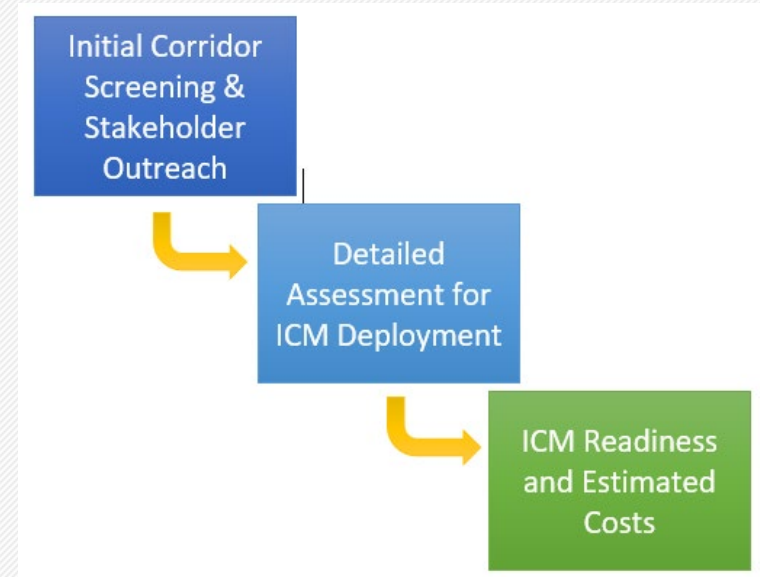 Initial Corridor
Screening &
Stakeholder
Outreach
Detailed
Assessment for
ICM Deployment
ICM Readiness
and Estimated
Costs